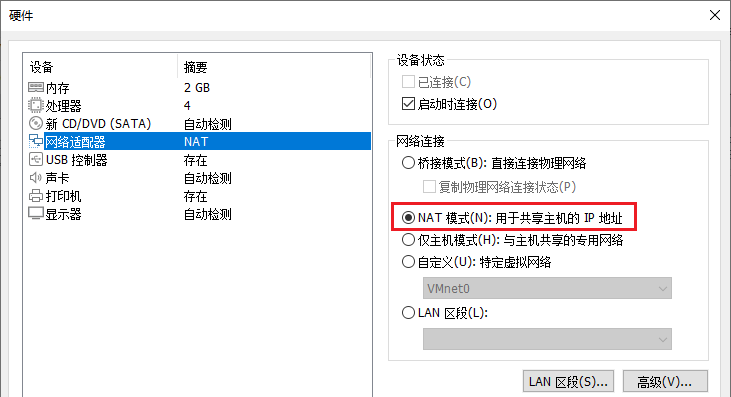 硬件
设备 摘要
内存 2 GB
处理器 4
新 CD/DVD (SATA) 自动检测
网络适配器 NAT
USB 控制器 存在
声卡 自动检测
打印机 存在
显示器 自动检测
设备状态
已连接(C)
启动时连接(O)
网络连接
桥接模式(B): 直接连接物理网络
复制物理网络连接状态(P)
NAT 模式(N): 用于共享主机的 IP 地址
仅主机模式(H): 与主机共享的专用网络
自定义(U): 特定虚拟网络
VMnet0
LAN 区段(L):
LAN 区段(S)... 高级(V)...